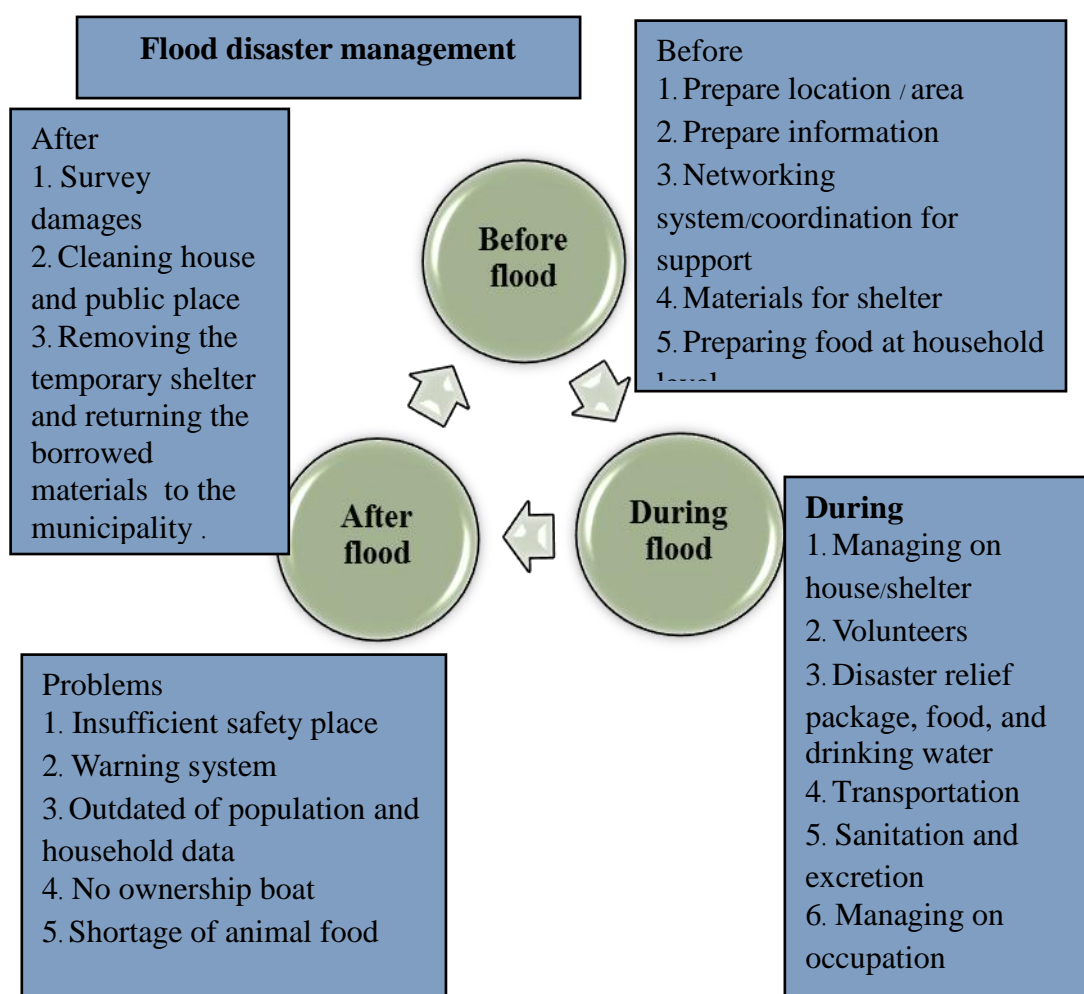 Flood disaster management
Before
1. Prepare location / area
2. Prepare information
3. Networking
system/coordination for
support
4. Materials for shelter
5. Preparing food at household
After
1. Survey
damages
2. Cleaning house
and public place
3. Removing the
temporary shelter
and returning the
borrowed
materials to the
municipality .
Before
flood
After
flood
During
flood
During
1. Managing on
house/shelter
2. Volunteers
3. Disaster relief
package, food, and
drinking water
4. Transportation
5. Sanitation and
excretion
6. Managing on
occupation
Problems
1. Insufficient safety place
2. Warning system
3. Outdated of population and
household data
4. No ownership boat
5. Shortage of animal food